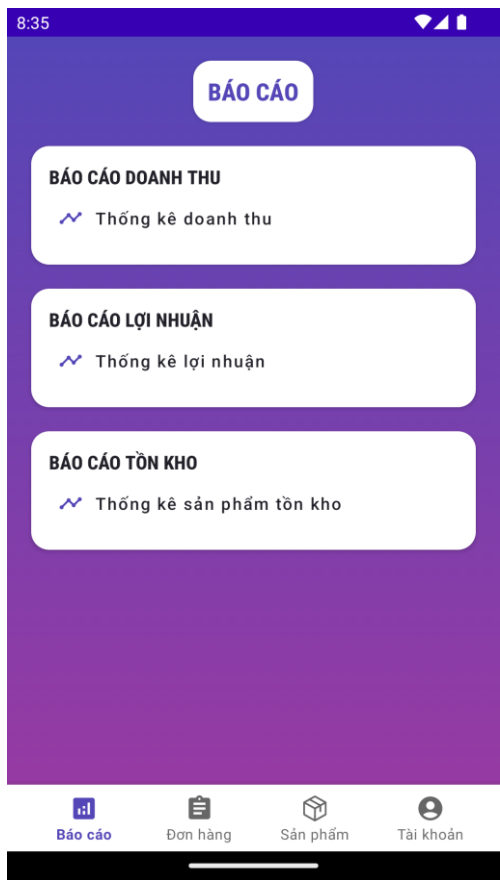 8:35
BÁO CÁO
BÁO CÁO DOANH THU
Thống kê doanh thu
BÁO CÁO LỢI NHUẬN
Thống kê lợi nhuận
BÁO CÁO TỒN KHO
Thống kê sản phẩm tồn kho
Báo cáo Đơn hàng Sản phẩm Tài khoản